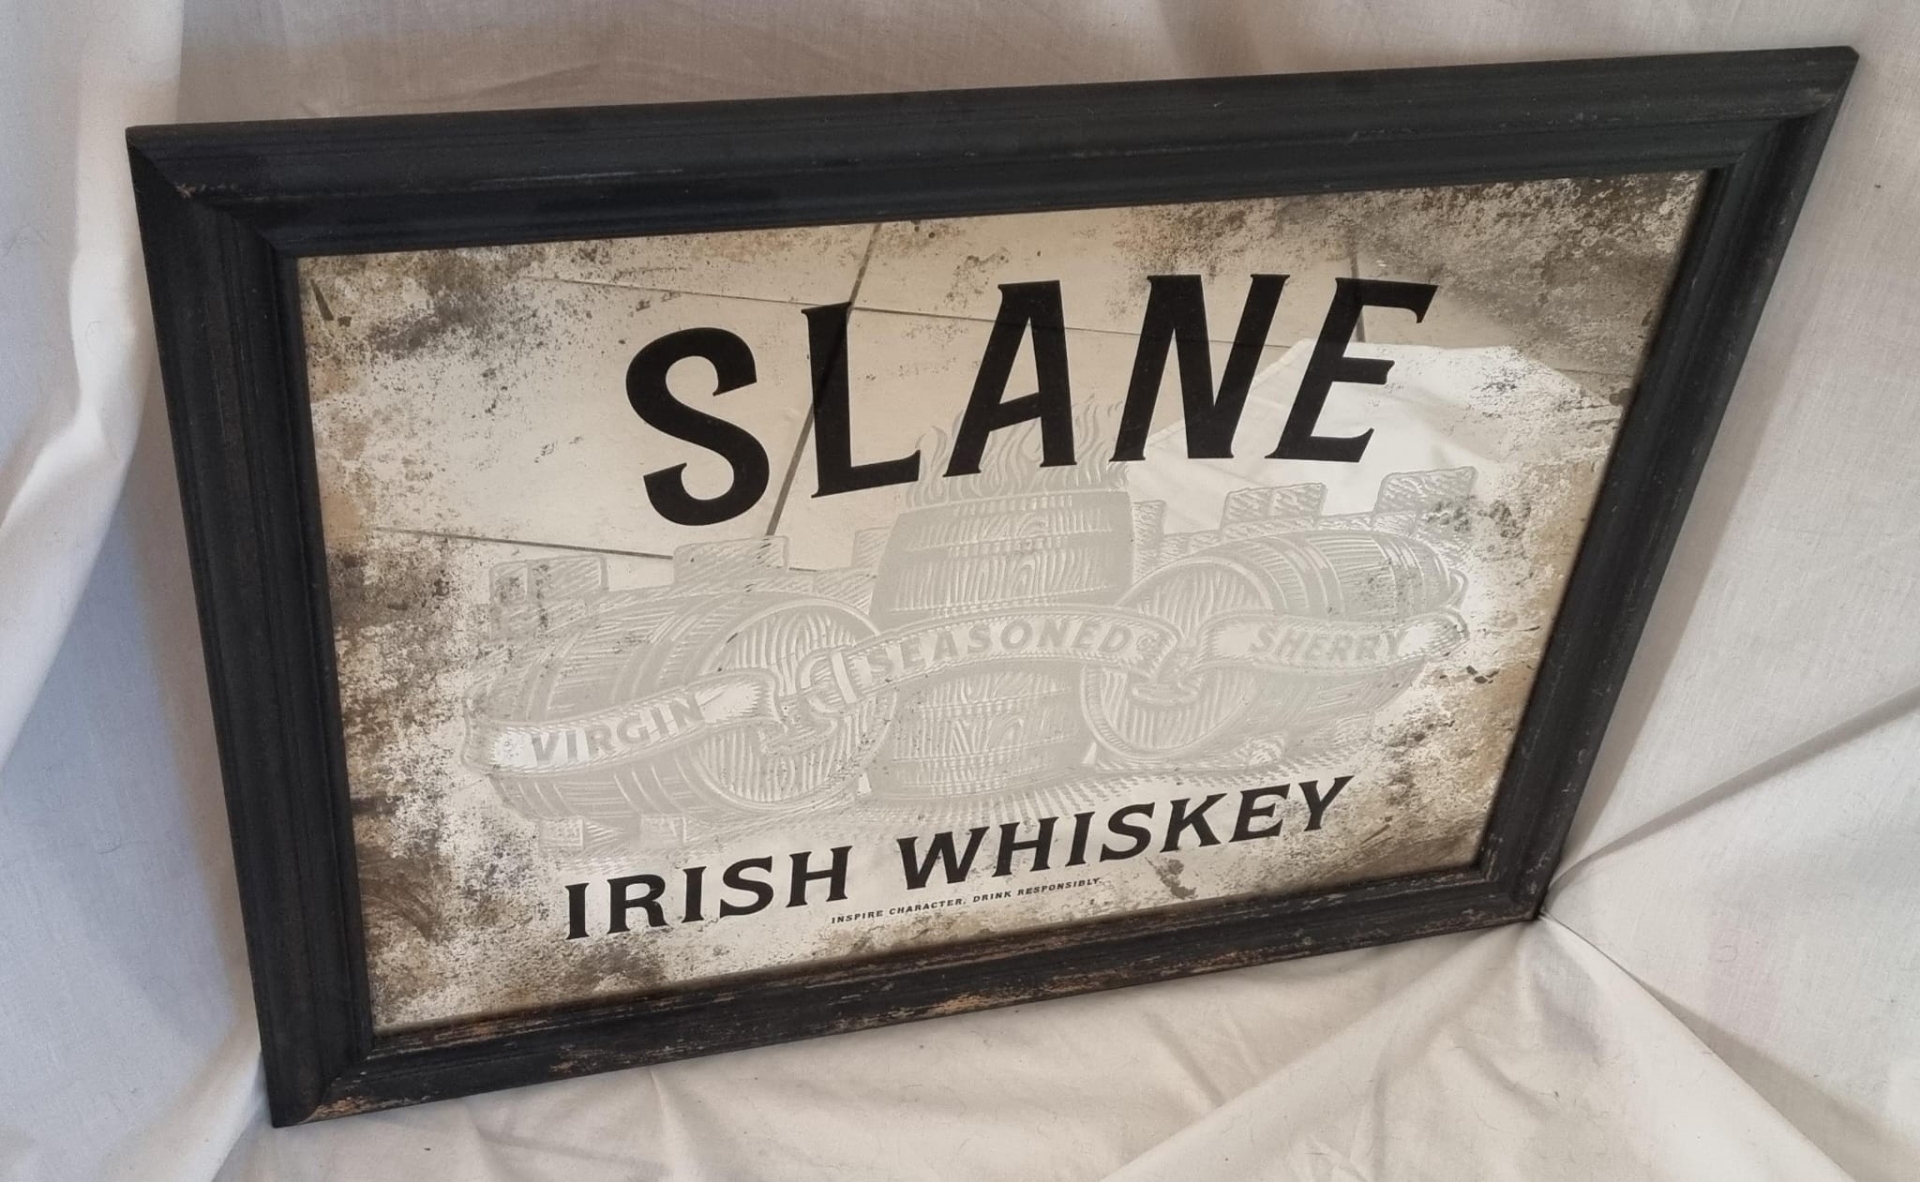 SLANE
VIRGIN SEASONED SHERRY
IRISH WHISKEY
INSPIRE CHARACTER. DRINK RESPONSIBLY.